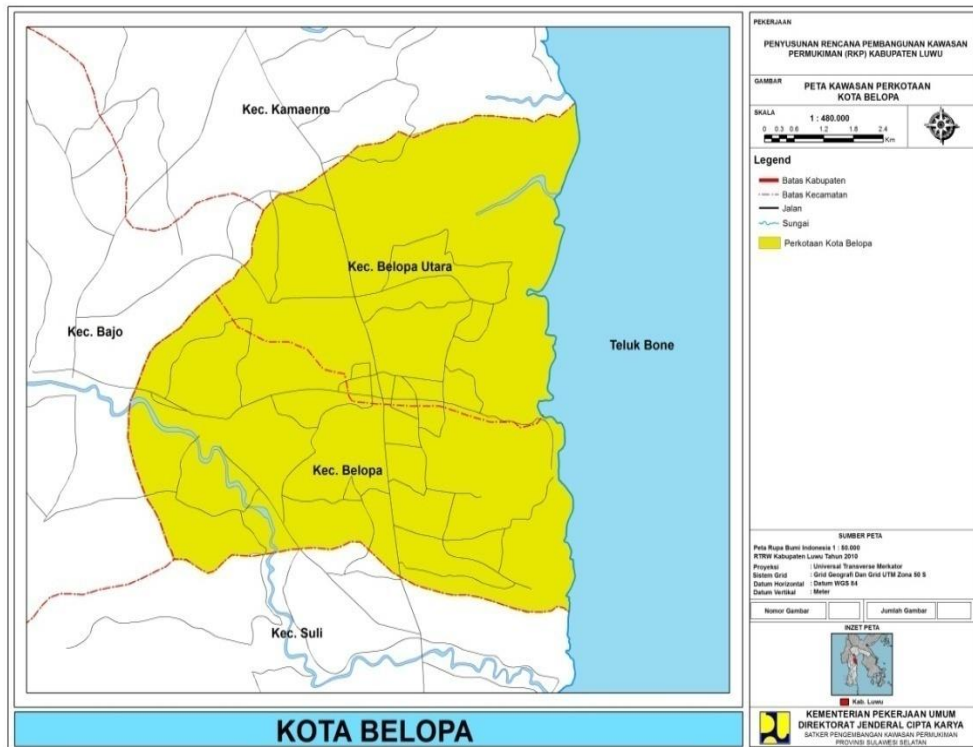 Kec. Kamaenre
Kec. Belopa Utara
Kec. Bajo
Teluk Bone
Kec. Belopa
Kec. Suli
KOTA BELOPA
PEKERJAAN
PENYUSUNAN RENCANA PEMBANGUNAN KAWASAN
PERMUKIMAN (RKP) KABUPATEN LUWU
GAMBAR
PETA KAWASAN PERKOTAAN
KOTA BELOPA
SKALA
1 : 480.000
0 0.3 0.6 1.2 1.8 2.4
Km
Legend
Batas Kabupaten
Batas Kecamatan
Jalan
Sungai
Perkotaan Kota Belopa
SUMBER PETA
Peta Rupa Bumi Indonesia 1 : 50.000
RTRW Kabupaten Luwu Tahun 2010
Proyeksi : Universal Transverse Merkator
Sistem Grid : Grid Geografi Dan Grid UTM Zona 50 S
Datum Horizontal : Datum WGS 84
Datum Vertikal : Meter
Nomor Gambar Jumlah Gambar
INZET PETA
Kab. Luwu
KEMENTERIAN PEKERJAAN UMUM
DIREKTORAT JENDERAL CIPTA KARYA
SATKER PENGEMBANGAN KAWASAN PERMUKIMAN
PROVINSI SULAWESI SELATAN